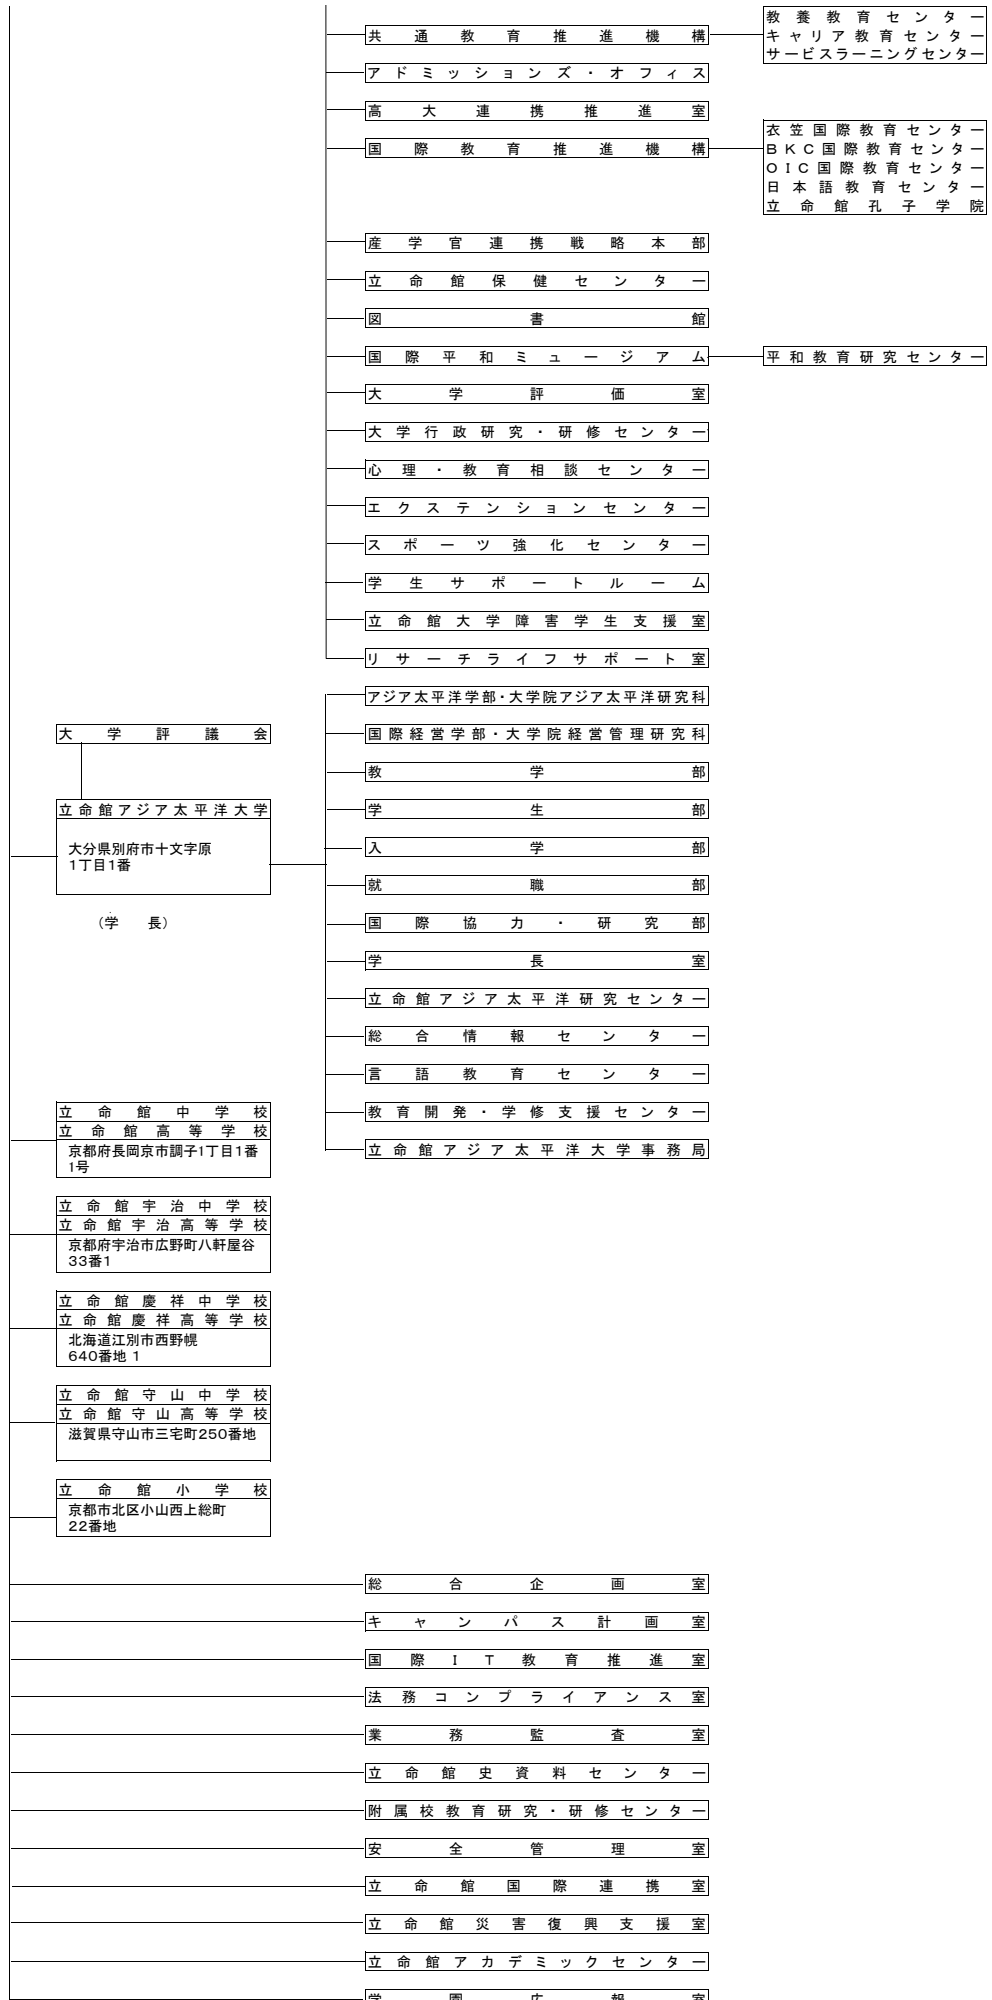 共通教育推進機構
教養教育センター
キャリア教育センター
サービスラーニングセンター
アドミッションズ・オフィス
高大連携推進室
国際教育推進機構
衣笠国際教育センター
BKC国際教育センター
OIC国際教育センター
日本語教育センター
立命館孔子学院
産学官連携戦略本部
立命館保健センター
図書館
国際平和ミュージアム
平和教育研究センター
大学評価室
大学行政研究・研修センター
心理・教育相談センター
エクステンションセンター
スポーツ強化センター
学生サポートルーム
立命館大学障害学生支援室
リサーチライフサポート室
大学評議会
立命館アジア太平洋大学
大分県別府市十文字原
1丁目1番
(学 長)
アジア太平洋学部・大学院アジア太平洋研究科
国際経営学部・大学院経営管理研究科
教学部
学生部
入学部
就職部
国際協力・研究部
学長室
立命館アジア太平洋研究センター
総合情報センター
言語教育センター
教育開発・学修支援センター
立命館アジア太平洋大学事務局
立命館中学校
立命館高等学校
京都府長岡京市調子1丁目1番
1号
立命館宇治中学校
立命館宇治高等学校
京都府宇治市広野町八軒屋谷
33番1
立命館慶祥中学校
立命館慶祥高等学校
北海道江別市西野幌
640番地 1
立命館守山中学校
立命館守山高等学校
滋賀県守山市三宅町250番地
立命館小学校
京都市北区小山西上総町
22番地
総合企画室
キャンパス計画室
国際IT教育推進室
法務コンプライアンス室
業務監査室
立命館史資料センター
附属校教育研究・研修センター
安全管理室
立命館国際連携室
立命館災害復興支援室
立命館アカデミックセンター
学園広報室